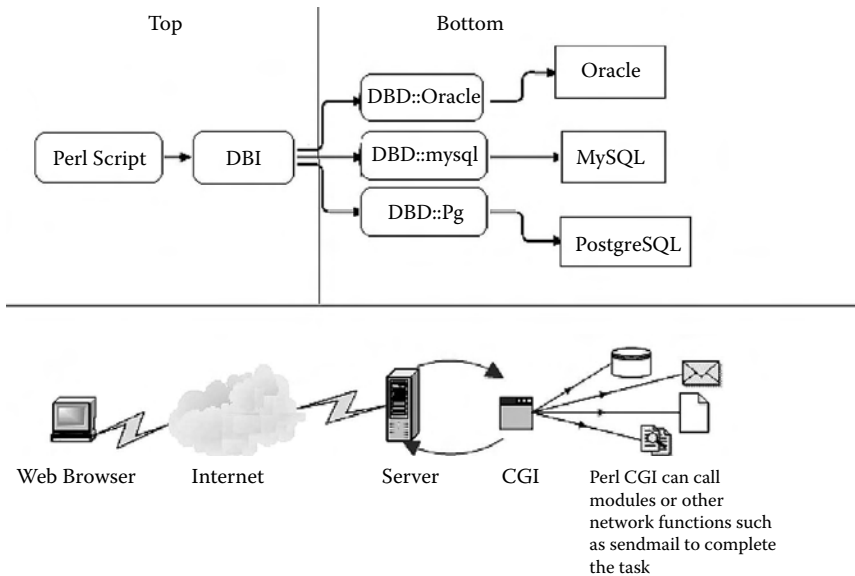 Top
Bottom
Perl Script
DBI
DBD::Oracle
DBD::mysql
DBD::Pg
Oracle
MySQL
PostgreSQL
Web Browser
Internet
Server
CGI
Perl CGI can call
modules or other
network functions such
as sendmail to complete
the task